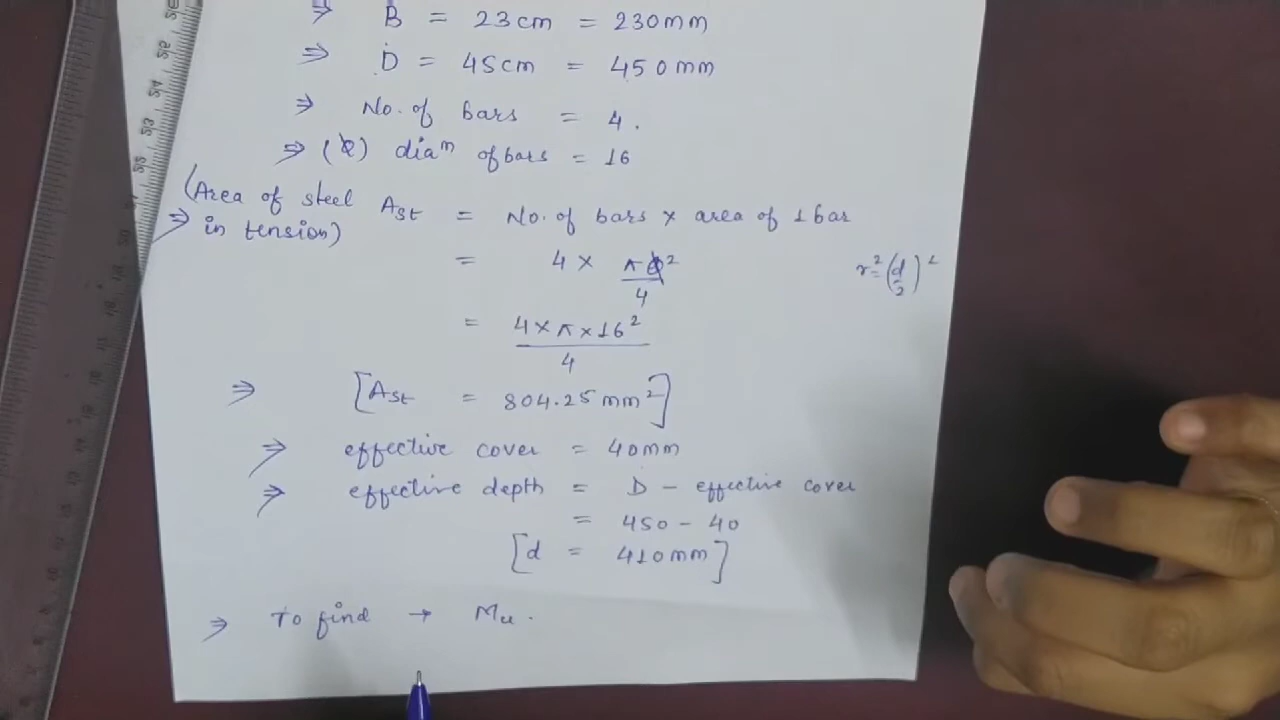 ⇒ B = 23cm = 230mm
⇒ D = 45cm = 450mm
⇒ No. of bars = 4.
⇒ (φ) diaᵐ of bars = 16
(Area of steel in tension)
⇒ Ast = No. of bars × area of 1 bar
= 4 × πφ²/4
r² = (d/2)²
= 4×π×16²/4
⇒ [Ast = 804.25 mm²]
⇒ effective cover = 40mm
⇒ effective depth = D - effective cover
= 450 - 40
[d = 410mm]
⇒ To find → Mu.